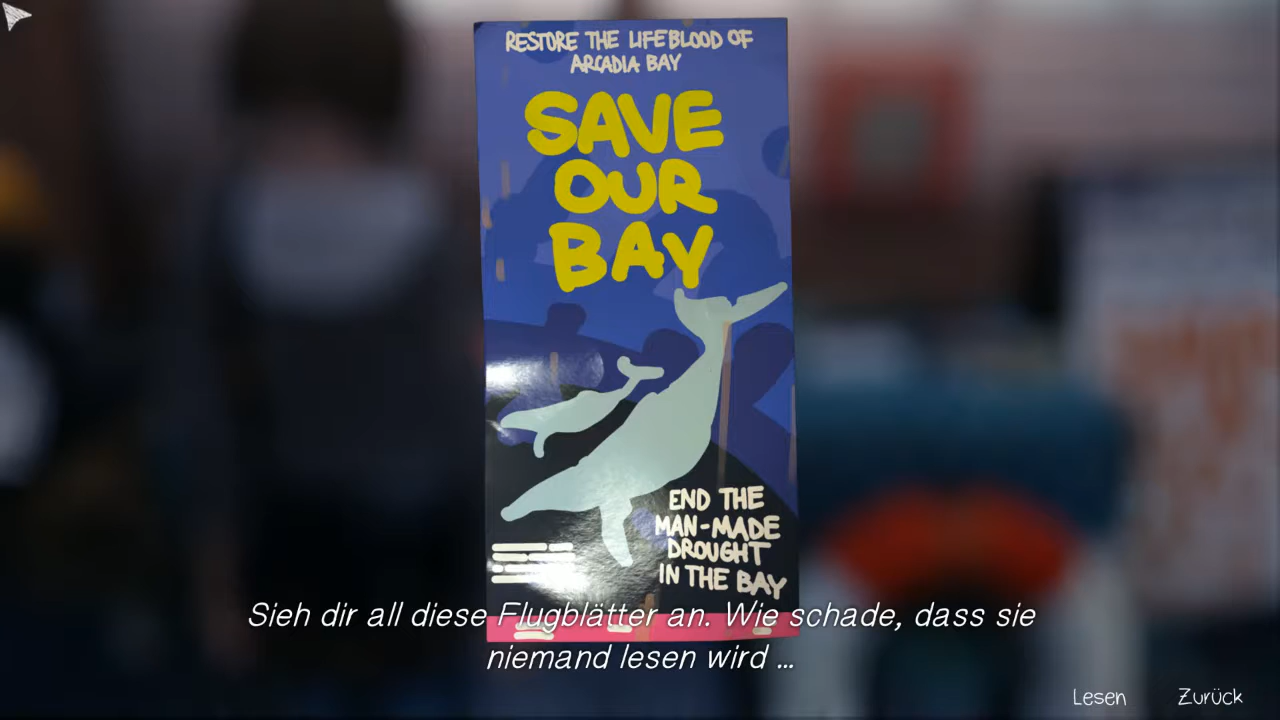 RESTORE THE LIFEBLOOD OF
ARCADIA BAY
SAVE
OUR
BAY
END THE
MAN-MADE
DROUGHT
IN THE BAY
Sieh dir all diese Flugblätter an. Wie schade, dass sie
niemand lesen wird ...
Lesen Zurück